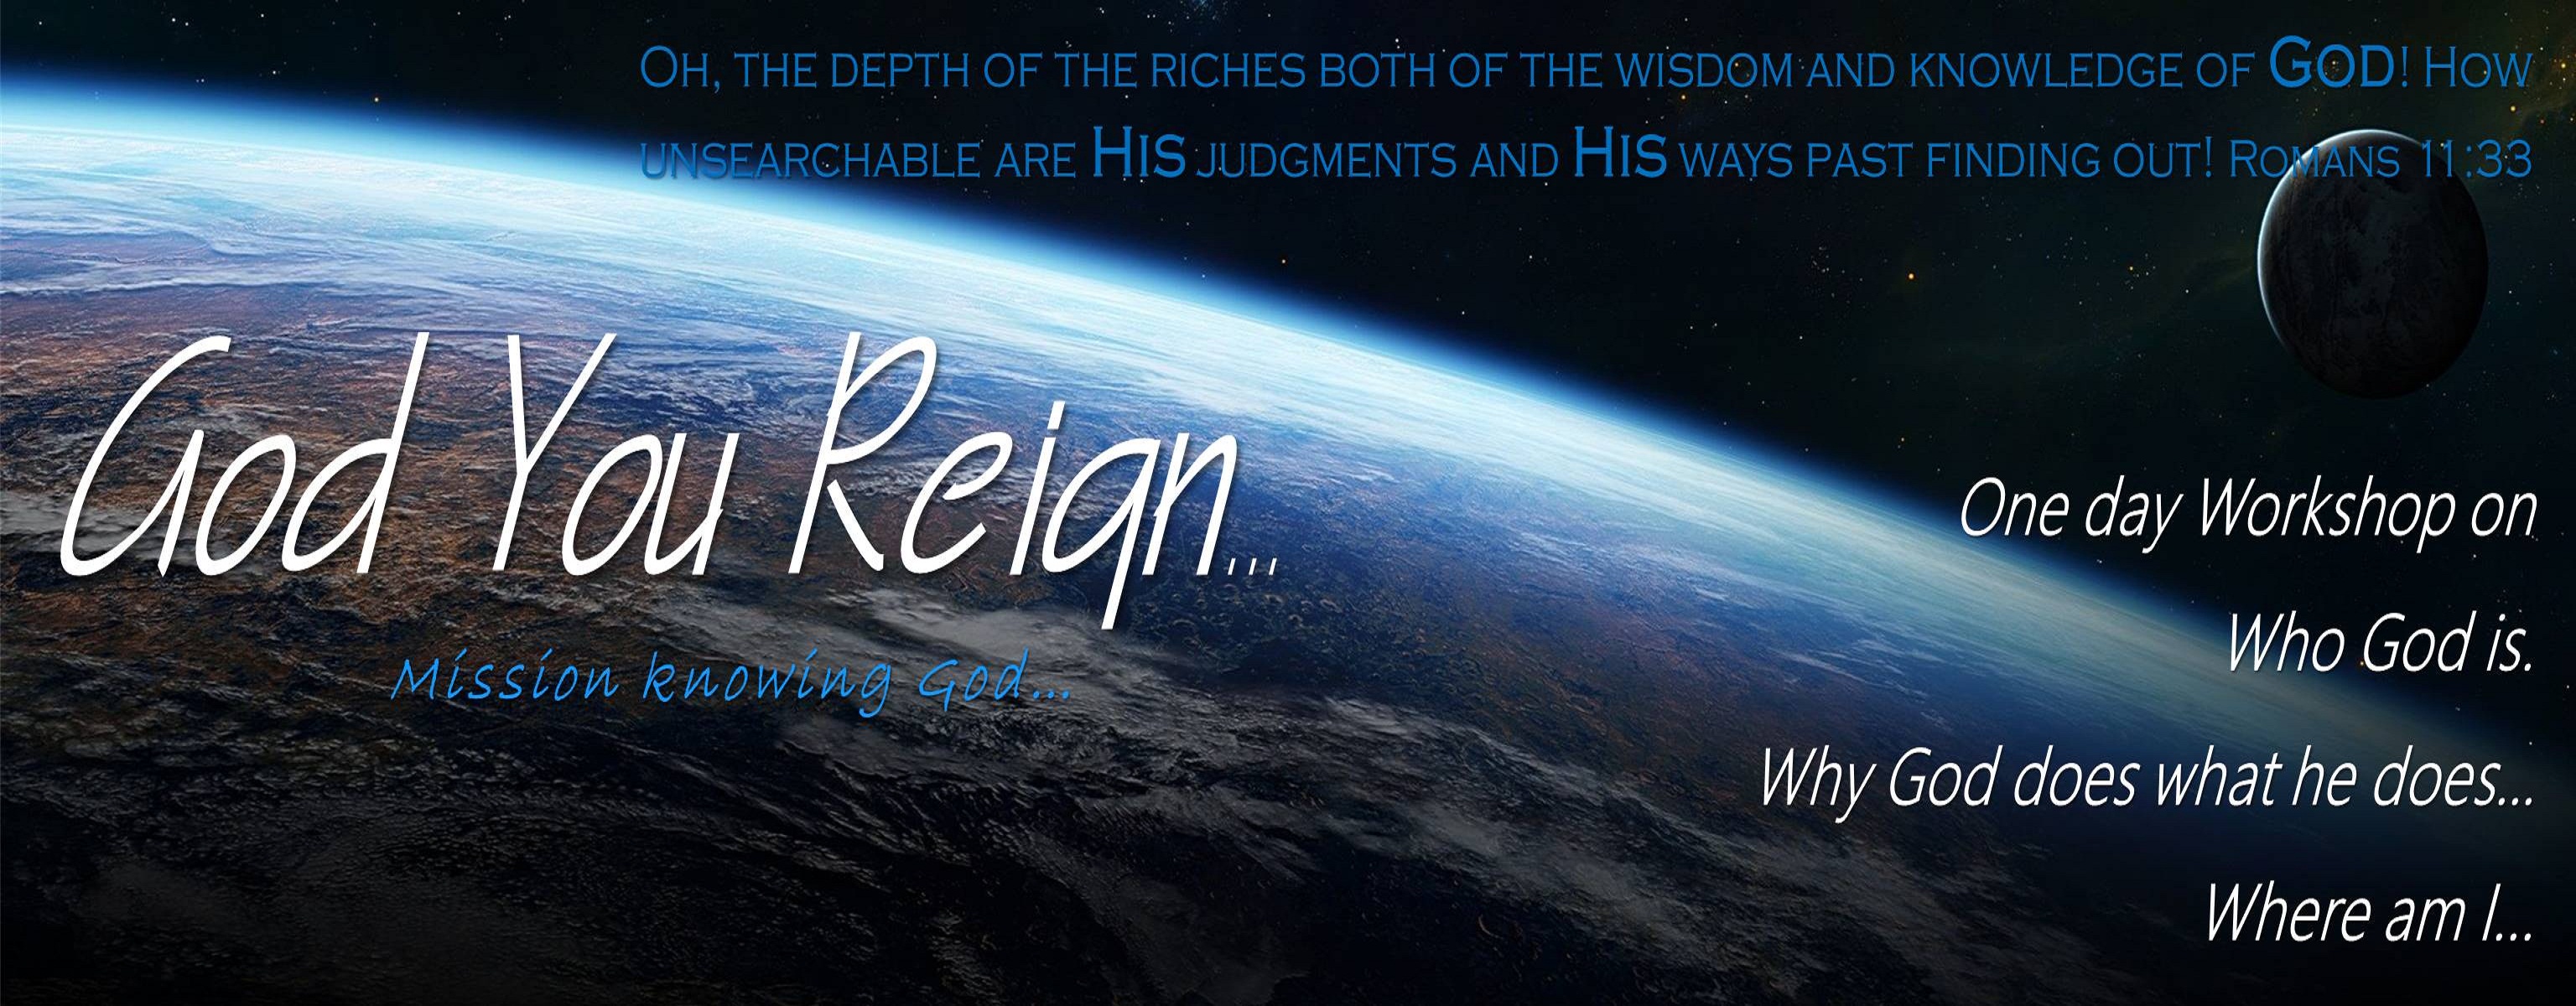 Oh, the depth of the riches both of the wisdom and knowledge of God! How
unsearchable are His judgments and His ways past finding out! Romans 11:33
God You Reign...
Mission knowing God...
One day Workshop on
Who God is.
Why God does what he does...
Where am I...